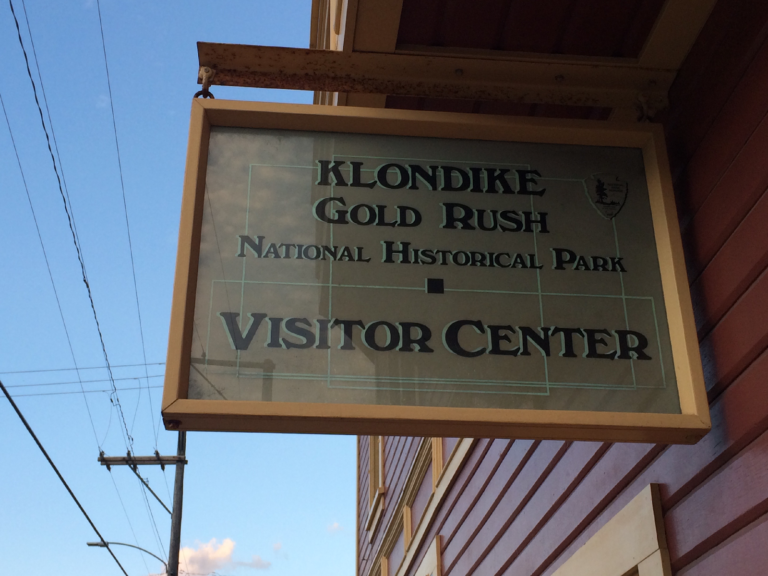 KLONDIKE
GOLD RUSH
NATIONAL HISTORICAL PARK
VISITOR CENTER